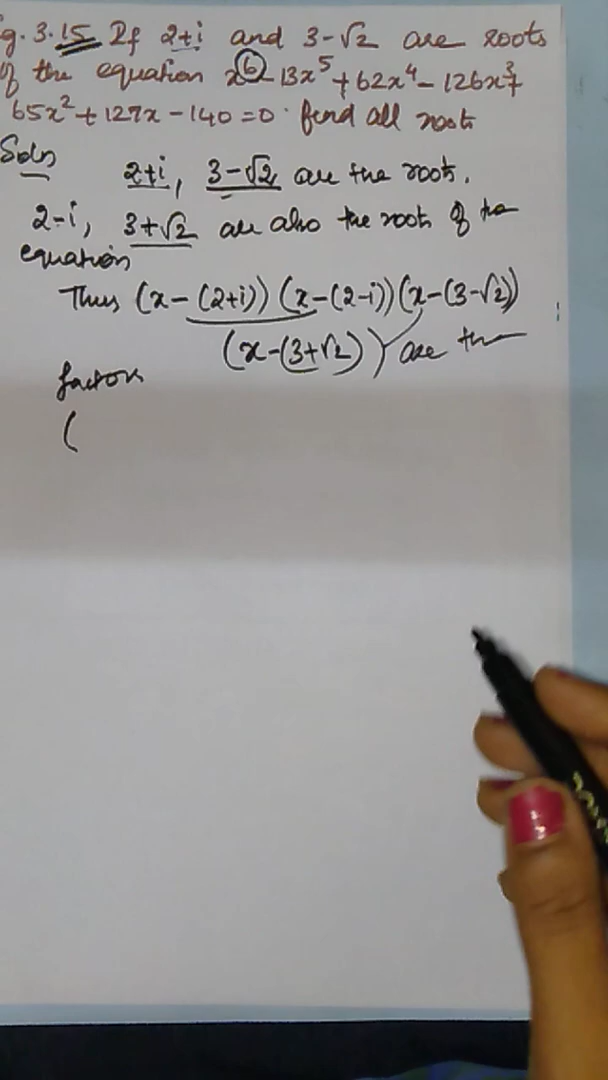 g. 3.15 If 2+i and 3-√2 are roots
of the equation x⁶-13x⁵+62x⁴-126x³+
65x²+127x-140=0. find all roots
Soln
2+i, 3-√2 are the roots.
2-i, 3+√2 are also the roots of the
equation
Thus (x-(2+i)) (x-(2-i)) (x-(3-√2))
(x-(3+√2)) are the
factors
(